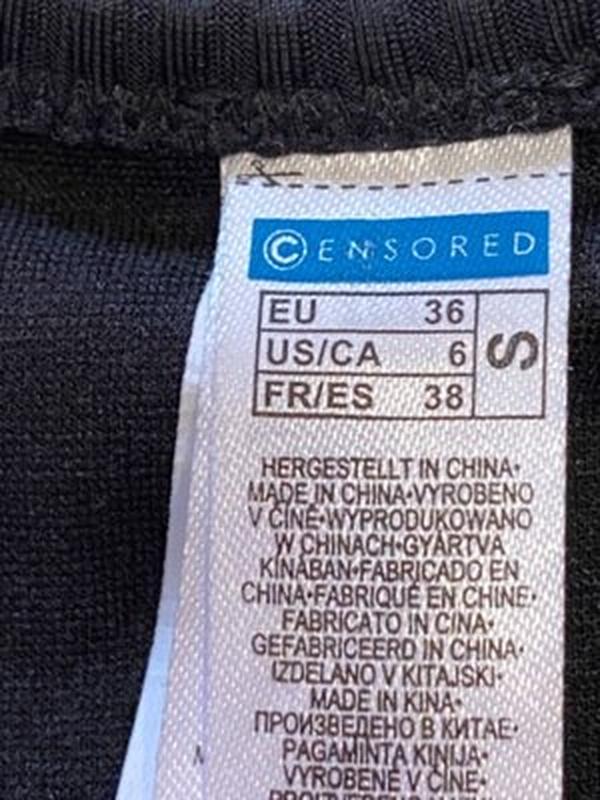 ©ENSORED
EU 36
US/CA 6
FR/ES 38
S
HERGESTELLT IN CHINA•
MADE IN CHINA•VYROBENO
V ČÍNĚ•WYPRODUKOWANO
W CHINACH•GYÁRTVA
KÍNÁBAN•FABRICADO EN
CHINA•FABRIQUÉ EN CHINE•
FABRICATO IN CINA•
GEFABRICEERD IN CHINA•
IZDELANO V KITAJSKI•
MADE IN KINA•
ПРОИЗВЕДЕНО В КИТАЕ•
PAGAMINTA KINIJA•
VYROBENÉ V ČÍNE•